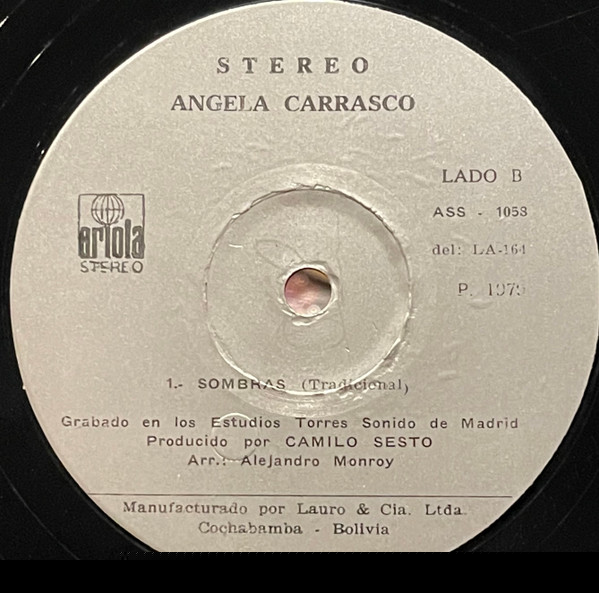 STEREO
ANGELA CARRASCO
LADO B
ASS - 1053
del: LA-164
P. 1979
ariola
STEREO
1.- SOMBRAS (Tradicional)
Grabado en los Estudios Torres Sonido de Madrid
Producido por CAMILO SESTO
Arr.: Alejandro Monroy
Manufacturado por Lauro & Cia. Ltda.
Cochabamba - Bolivia